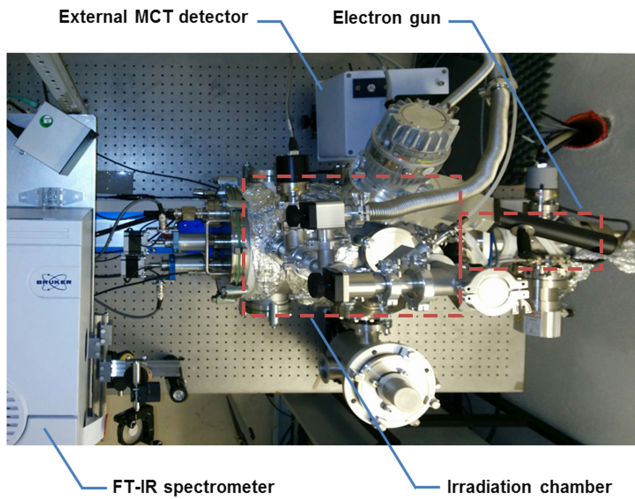 External MCT detector
Electron gun
BRUKER
FT-IR spectrometer
Irradiation chamber